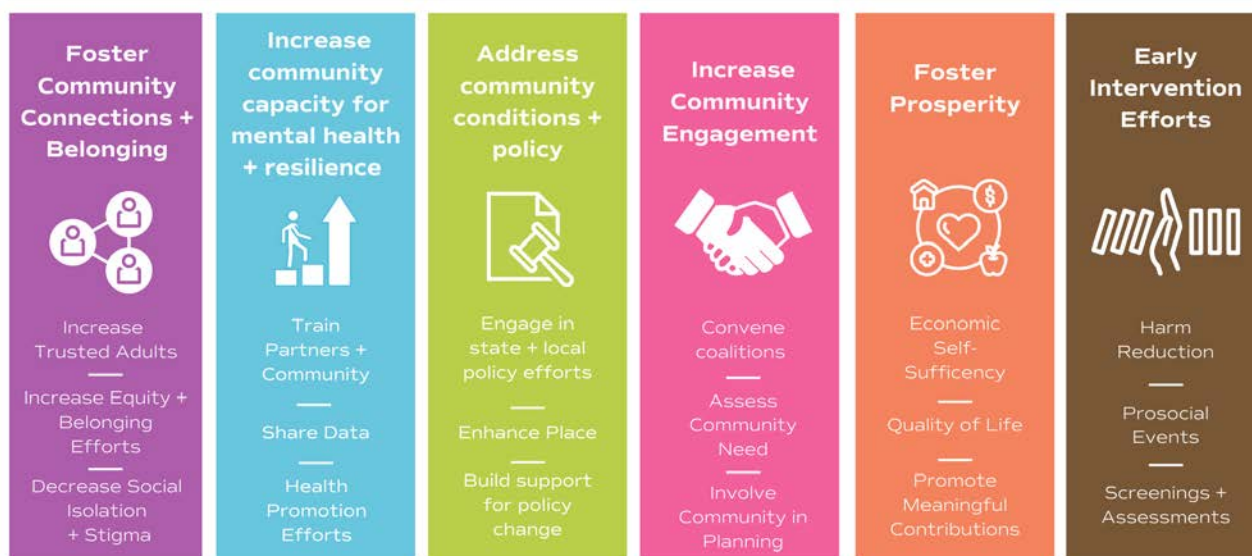 Foster
Community
Connections +
Belonging
Increase
Trusted Adults
Increase Equity +
Belonging
Efforts
Decrease Social
Isolation
+ Stigma
Increase
community
capacity for
mental health
+ resilience
Train
Partners +
Community
Share Data
Health
Promotion
Efforts
Address
community
conditions +
policy
Engage in
state + local
policy efforts
Enhance Place
Build support
for policy
change
Increase
Community
Engagement
Convene
coalitions
Assess
Community
Need
Involve
Community in
Planning
Foster
Prosperity
$
Economic
Self-
Sufficency
Quality of Life
Promote
Meaningful
Contributions
Early
Intervention
Efforts
Harm
Reduction
Prosocial
Events
Screenings +
Assessments